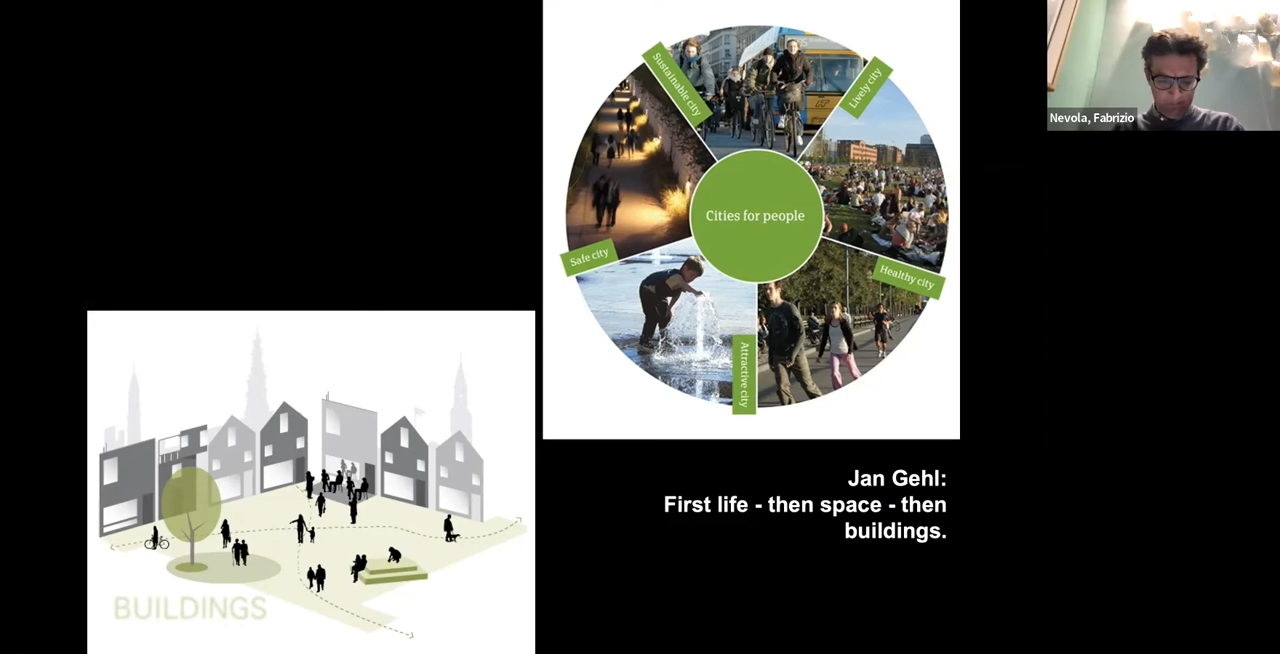 Sustainable city
Lively city
Cities for people
Safe city
Healthy city
Attractive city
Nevola, Fabrizio
Jan Gehl:
First life - then space - then
buildings.
BUILDINGS